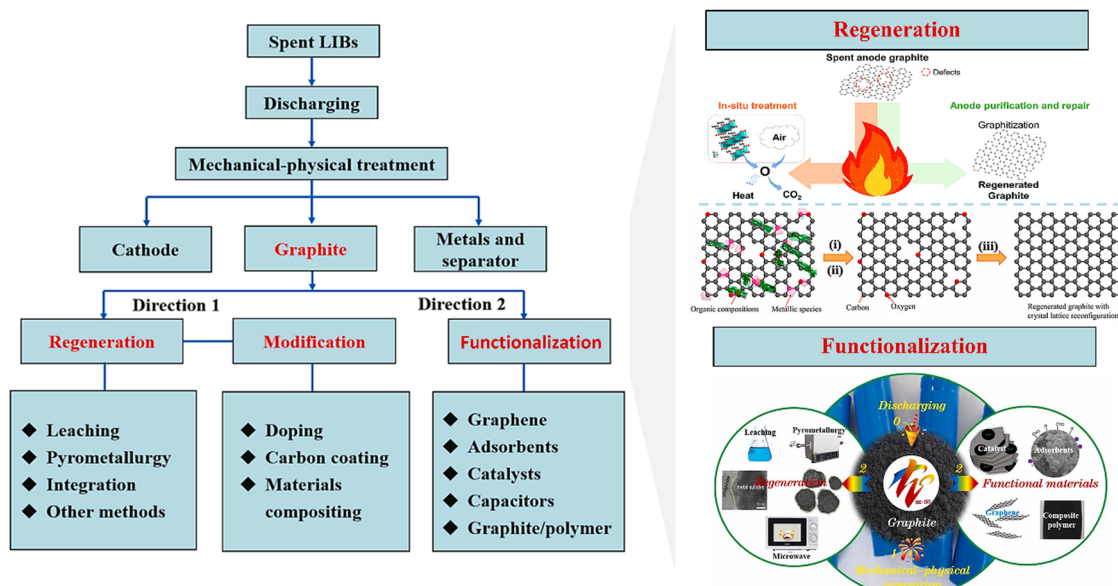 Spent LIBs
Discharging
Mechanical-physical treatment
Cathode
Graphite
Metals and
separator
Direction 1
Direction 2
Regeneration
Modification
Functionalization
◆ Leaching
◆ Pyrometallurgy
◆ Integration
◆ Other methods
◆ Doping
◆ Carbon coating
◆ Materials
compositing
◆ Graphene
◆ Adsorbents
◆ Catalysts
◆ Capacitors
◆ Graphite/polymer
Regeneration
Spent anode graphite
Defects
In-situ treatment
Anode purification and repair
Air
Graphitization
O
Heat
CO2
Regenerated
Graphite
(i)
(ii)
(iii)
Organic compositions
Metallic species
Carbon
Oxygen
Regenerated graphite with
crystal lattice reconfiguration
Functionalization
Discharging
0
Leaching
Pyrometallurgy
Catalyst
Adsorbents
Regeneration
2
2
Functional materials
Graphite
Graphene
Composite
polymer
Microwave
1
Mechanical-physical